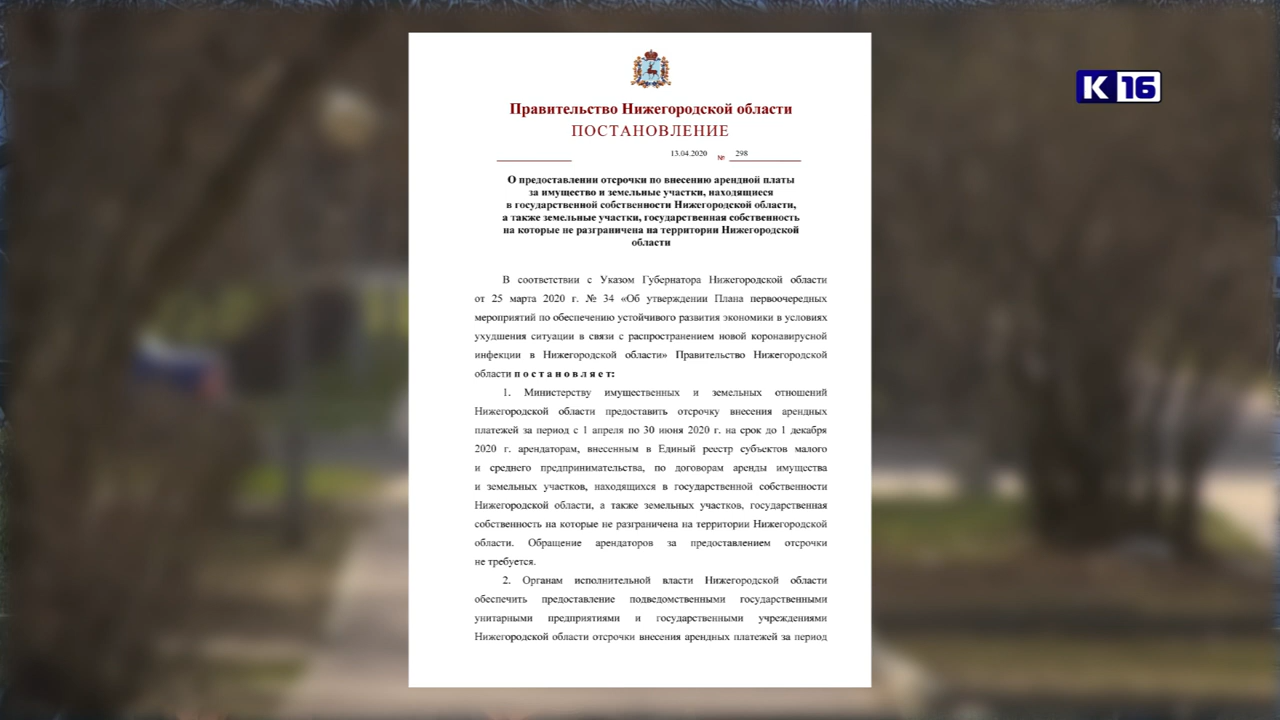 К 16
Правительство Нижегородской области
ПОСТАНОВЛЕНИЕ
13.04.2020 № 298
О предоставлении отсрочки по внесению арендной платы
за имущество и земельные участки, находящиеся
в государственной собственности Нижегородской области,
а также земельные участки, государственная собственность
на которые не разграничена на территории Нижегородской
области
В соответствии с Указом Губернатора Нижегородской области
от 25 марта 2020 г. № 34 «Об утверждении Плана первоочередных
мероприятий по обеспечению устойчивого развития экономики в условиях
ухудшения ситуации в связи с распространением новой коронавирусной
инфекции в Нижегородской области» Правительство Нижегородской
области п о с т а н о в л я е т:
1. Министерству имущественных и земельных отношений
Нижегородской области предоставить отсрочку внесения арендных
платежей за период с 1 апреля по 30 июня 2020 г. на срок до 1 декабря
2020 г. арендаторам, внесенным в Единый реестр субъектов малого
и среднего предпринимательства, по договорам аренды имущества
и земельных участков, находящихся в государственной собственности
Нижегородской области, а также земельных участков, государственная
собственность на которые не разграничена на территории Нижегородской
области. Обращение арендаторов за предоставлением отсрочки
не требуется.
2. Органам исполнительной власти Нижегородской области
обеспечить предоставление подведомственными государственными
унитарными предприятиями и государственными учреждениями
Нижегородской области отсрочки внесения арендных платежей за период